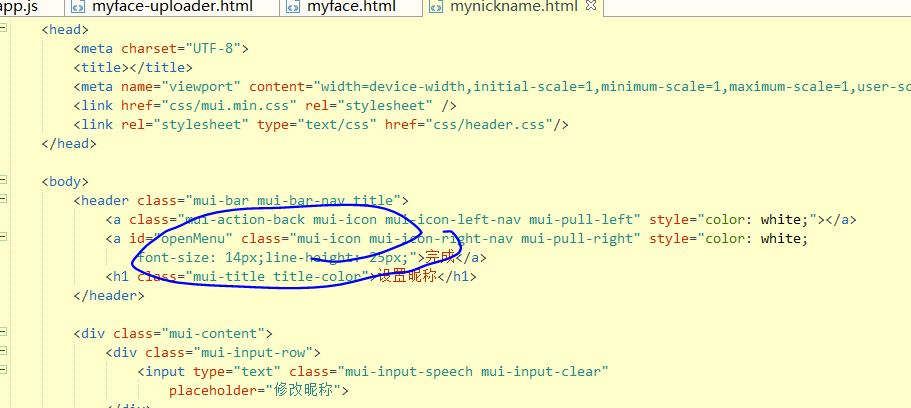 app.js myface-uploader.html myface.html mynickname.html
<head>
<meta charset="UTF-8">
<title></title>
<meta name="viewport" content="width=device-width,initial-scale=1,minimum-scale=1,maximum-scale=1,user-sc
<link href="css/mui.min.css" rel="stylesheet" />
<link rel="stylesheet" type="text/css" href="css/header.css"/>
</head>
<body>
<header class="mui-bar mui-bar-nav title">
<a class="mui-action-back mui-icon mui-icon-left-nav mui-pull-left" style="color: white;"></a>
<a id="openMenu" class="mui-icon mui-icon-right-nav mui-pull-right" style="color: white;
font-size: 14px;line-height: 25px;">完成</a>
<h1 class="mui-title title-color">设置昵称</h1>
</header>
<div class="mui-content">
<div class="mui-input-row">
<input type="text" class="mui-input-speech mui-input-clear"
placeholder="修改昵称">